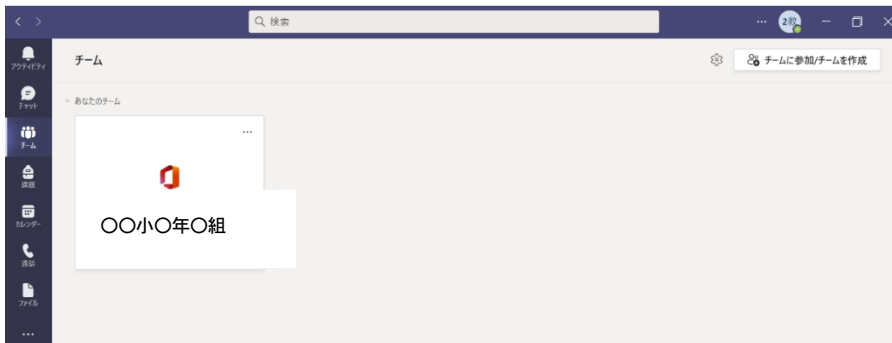 検索
2教
アクティビティ
チーム
チームに参加/チームを作成
チャット
あなたのチーム
チーム
課題
〇〇小〇年〇組
カレンダー
通話
ファイル